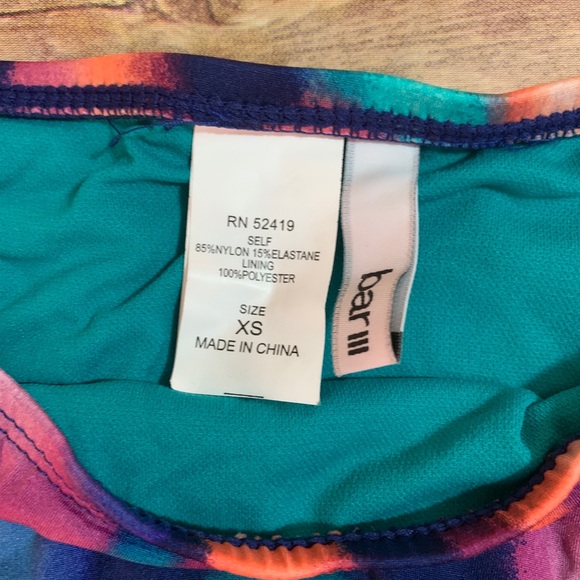 RN 52419
SELF
85%NYLON 15%ELASTANE
LINING
100%POLYESTER
SIZE
XS
MADE IN CHINA
bar III